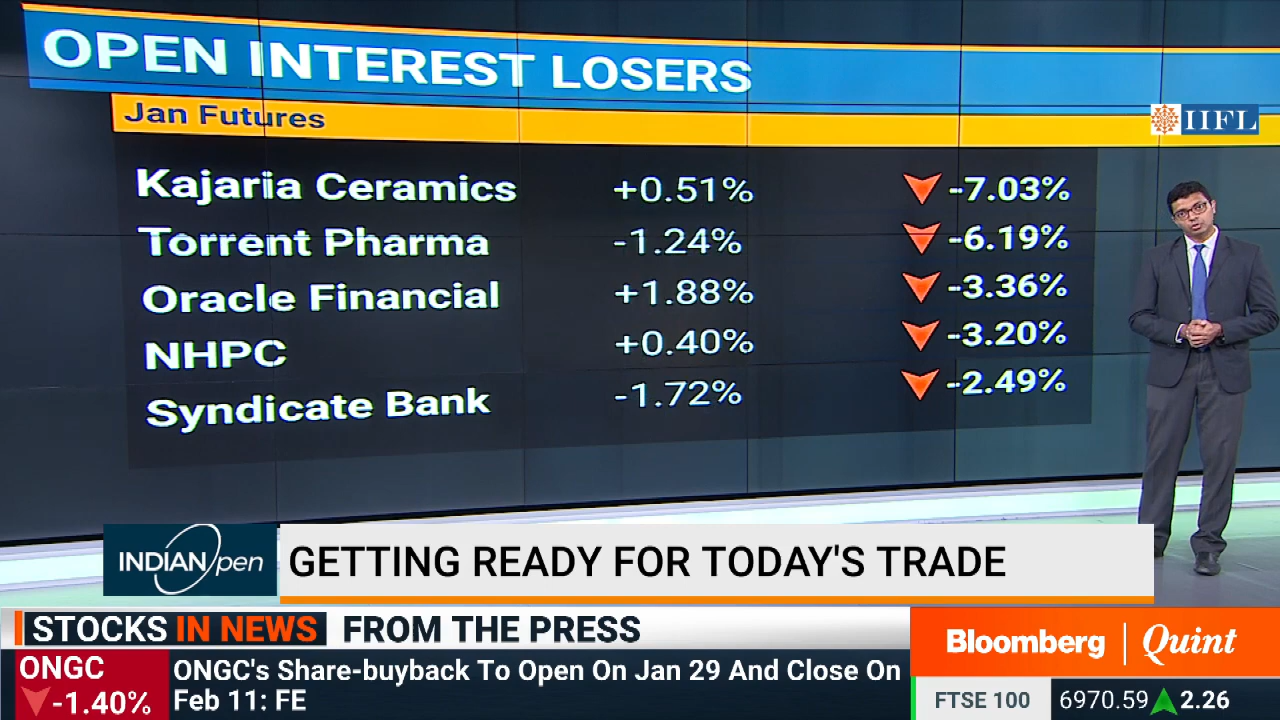 OPEN INTEREST LOSERS
Jan Futures
IIFL
Kajaria Ceramics +0.51% -7.03%
Torrent Pharma -1.24% -6.19%
Oracle Financial +1.88% -3.36%
NHPC +0.40% -3.20%
Syndicate Bank -1.72% -2.49%
INDIAN Open GETTING READY FOR TODAY'S TRADE
STOCKS IN NEWS FROM THE PRESS
Bloomberg | Quint
ONGC
-1.40%
ONGC's Share-buyback To Open On Jan 29 And Close On
Feb 11: FE
FTSE 100 6970.59 2.26